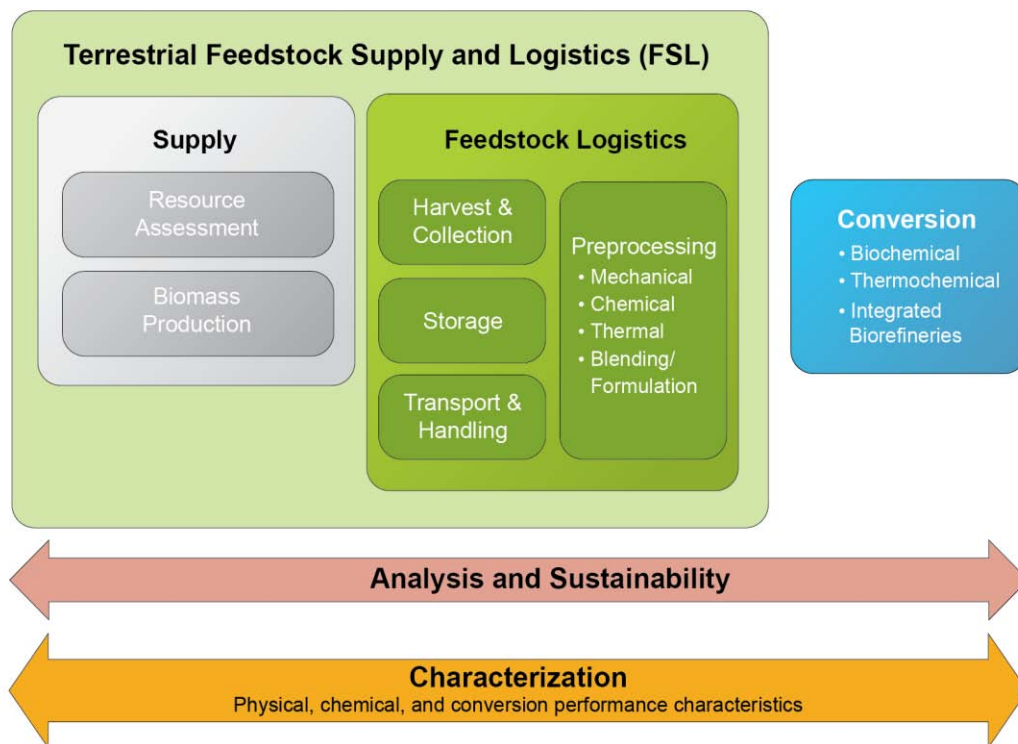 Terrestrial Feedstock Supply and Logistics (FSL)
Supply
Resource
Assessment
Biomass
Production
Feedstock Logistics
Harvest &
Collection
Storage
Transport &
Handling
Preprocessing
• Mechanical
• Chemical
• Thermal
• Blending/
Formulation
Conversion
• Biochemical
• Thermochemical
• Integrated
Biorefineries
Analysis and Sustainability
Characterization
Physical, chemical, and conversion performance characteristics